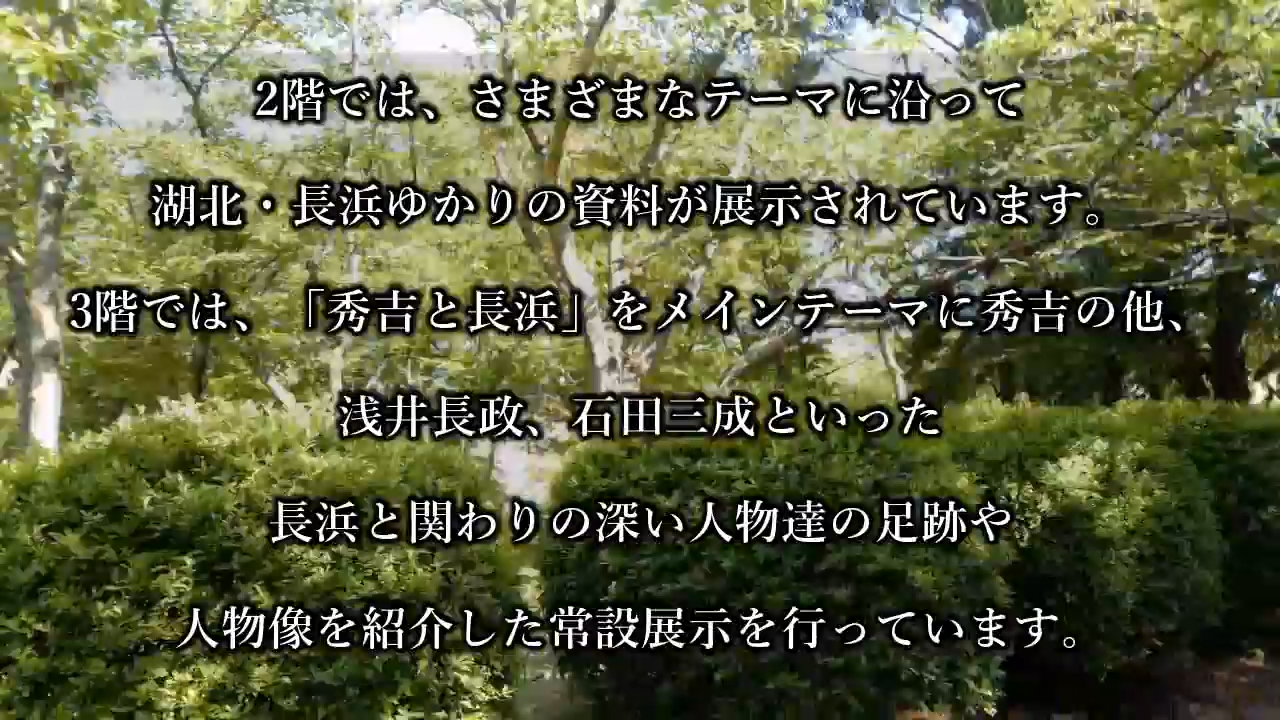 2階では、さまざまなテーマに沿って
湖北・長浜ゆかりの資料が展示されています。
3階では、「秀吉と長浜」をメインテーマに秀吉の他、
浅井長政、石田三成といった
長浜と関わりの深い人物達の足跡や
人物像を紹介した常設展示を行っています。